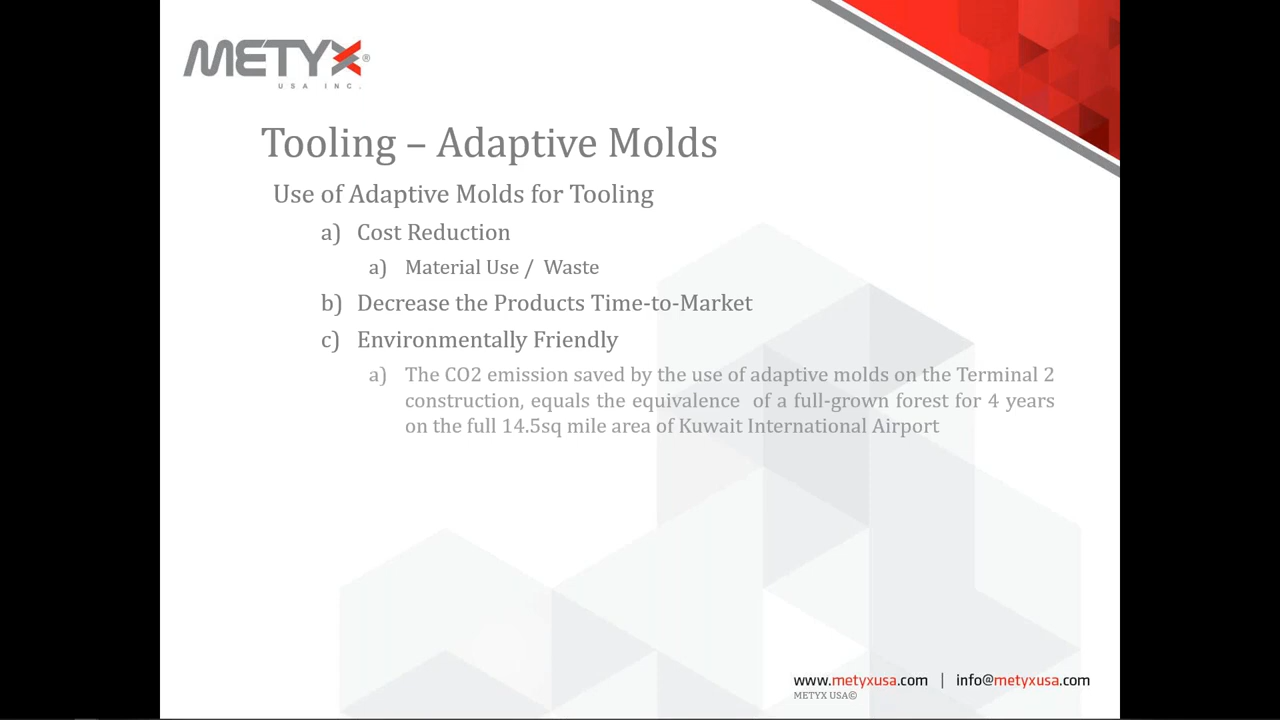 METYX®
USA INC.
Tooling – Adaptive Molds
Use of Adaptive Molds for Tooling
a) Cost Reduction
a) Material Use / Waste
b) Decrease the Products Time-to-Market
c) Environmentally Friendly
a) The CO2 emission saved by the use of adaptive molds on the Terminal 2
construction, equals the equivalence of a full-grown forest for 4 years
on the full 14.5sq mile area of Kuwait International Airport
www.metyxusa.com | info@metyxusa.com
METYX USA©